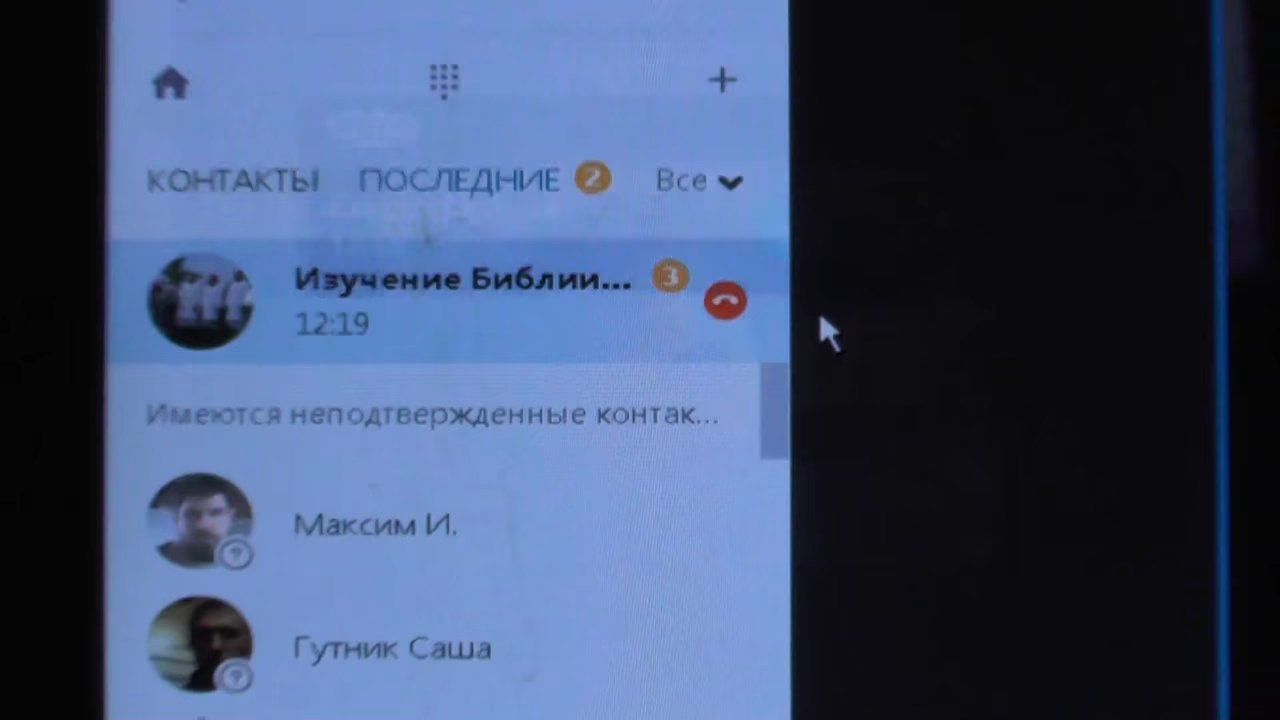 КОНТАКТЫ ПОСЛЕДНИЕ 2 Все
Изучение Библии... 3
12:19
Имеются неподтвержденные контак...
Максим И.
?
Гутник Саша
?